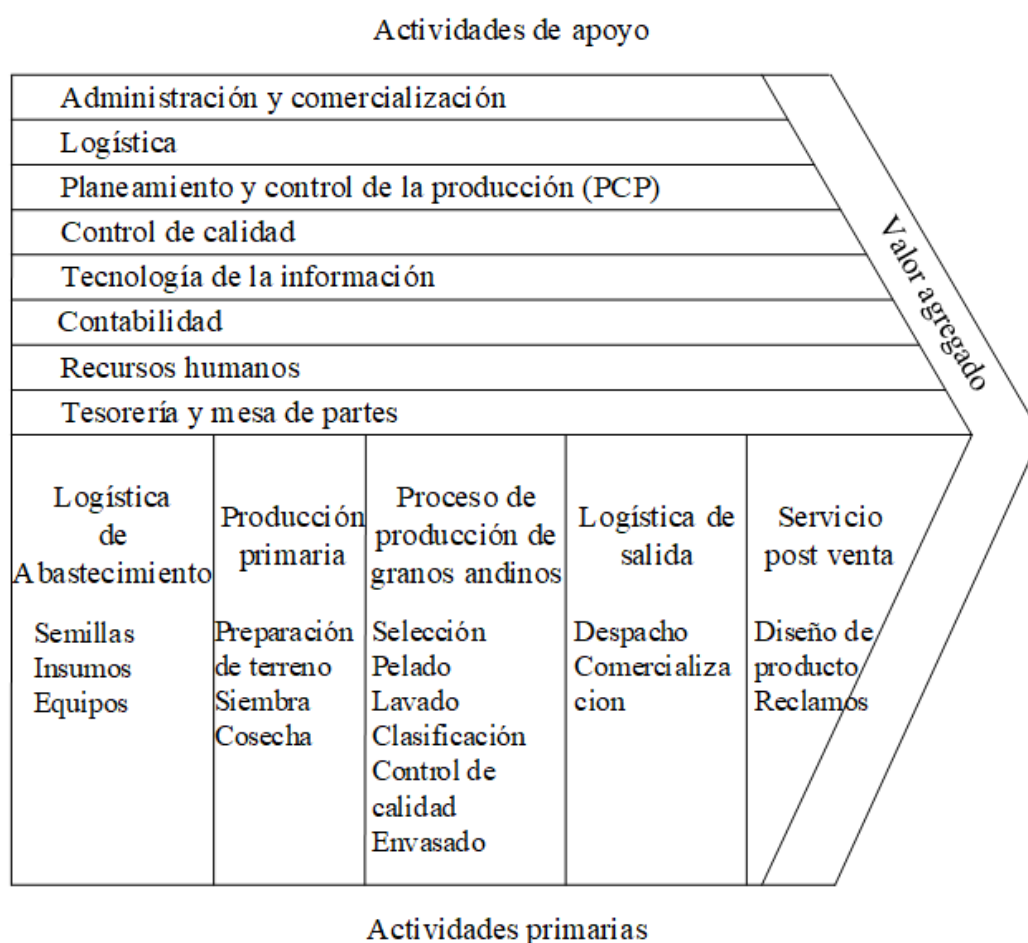 Actividades de apoyo
Administración y comercialización
Logística
Planeamiento y control de la producción (PCP)
Control de calidad
Tecnología de la información
Contabilidad
Recursos humanos
Tesorería y mesa de partes
Valor agregado
Logística
de
Abastecimiento
Semillas
Insumos
Equipos
Producción
primaria
Preparación
de terreno
Siembra
Cosecha
Proceso de
producción de
granos andinos
Selección
Pelado
Lavado
Clasificación
Control de
calidad
Envasado
Logística de
salida
Despacho
Comercializa
cion
Servicio
post venta
Diseño de
producto
Reclamos
Actividades primarias